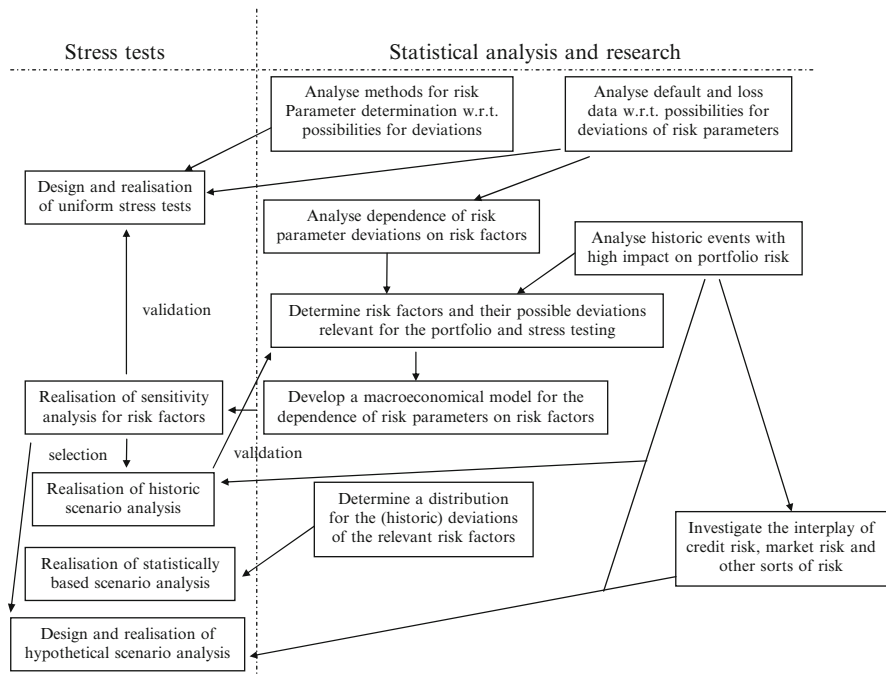 Stress tests
Statistical analysis and research
Analyse methods for risk
Parameter determination w.r.t.
possibilities for deviations
Analyse default and loss
data w.r.t. possibilities for
deviations of risk parameters
Design and realisation
of uniform stress tests
Analyse dependence of risk
parameter deviations on risk factors
Analyse historic events with
high impact on portfolio risk
validation
Determine risk factors and their possible deviations
relevant for the portfolio and stress testing
Realisation of sensitivity
analysis for risk factors
Develop a macroeconomical model for the
dependence of risk parameters on risk factors
selection
validation
Realisation of historic
scenario analysis
Determine a distribution
for the (historic) deviations
of the relevant risk factors
Investigate the interplay of
credit risk, market risk and
other sorts of risk
Realisation of statistically
based scenario analysis
Design and realisation of
hypothetical scenario analysis